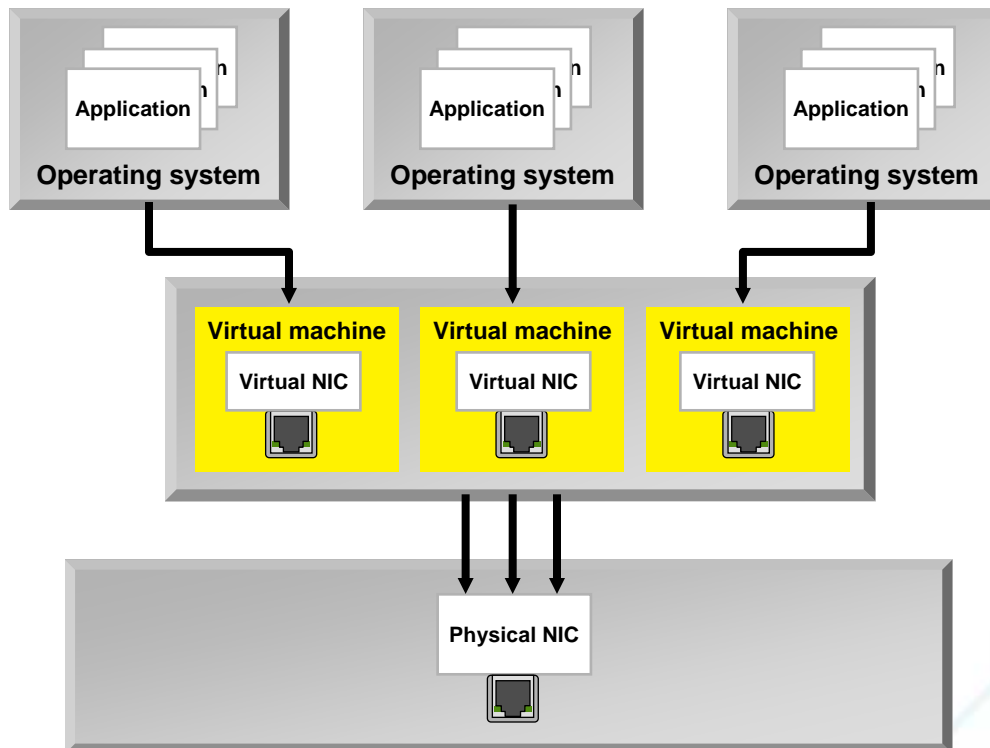 n
n
Application
Operating system
n
n
Application
Operating system
n
n
Application
Operating system
Virtual machine
Virtual NIC
Virtual machine
Virtual NIC
Virtual machine
Virtual NIC
Physical NIC